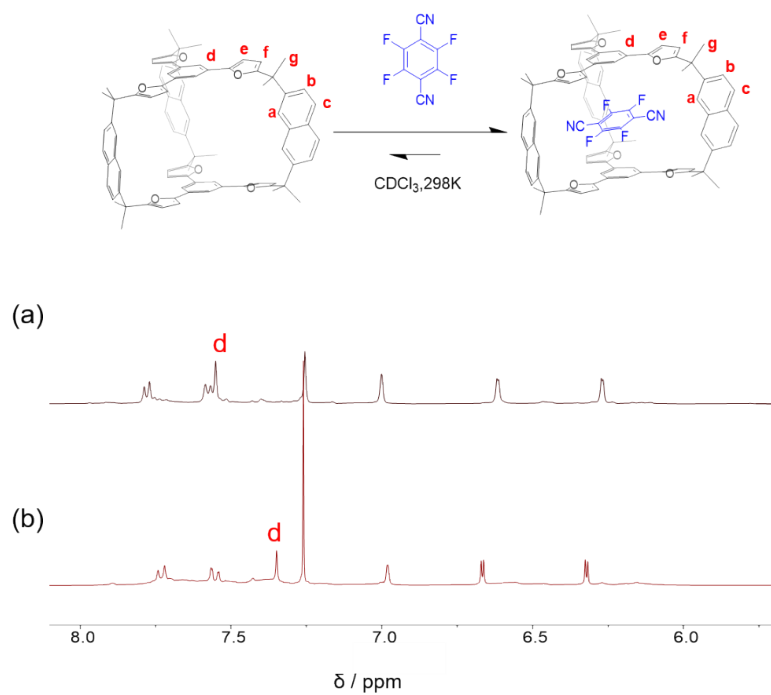 CN
F
F
F
F
CN
d
e
f
g
b
c
a
O
O
O
O
O
O
d
e
f
g
b
c
a
O
O
O
O
O
O
NC
F
F
F
F
CN
CDCl3,298K
(a)
d
(b)
d
8.0 7.5 7.0 6.5 6.0
δ / ppm